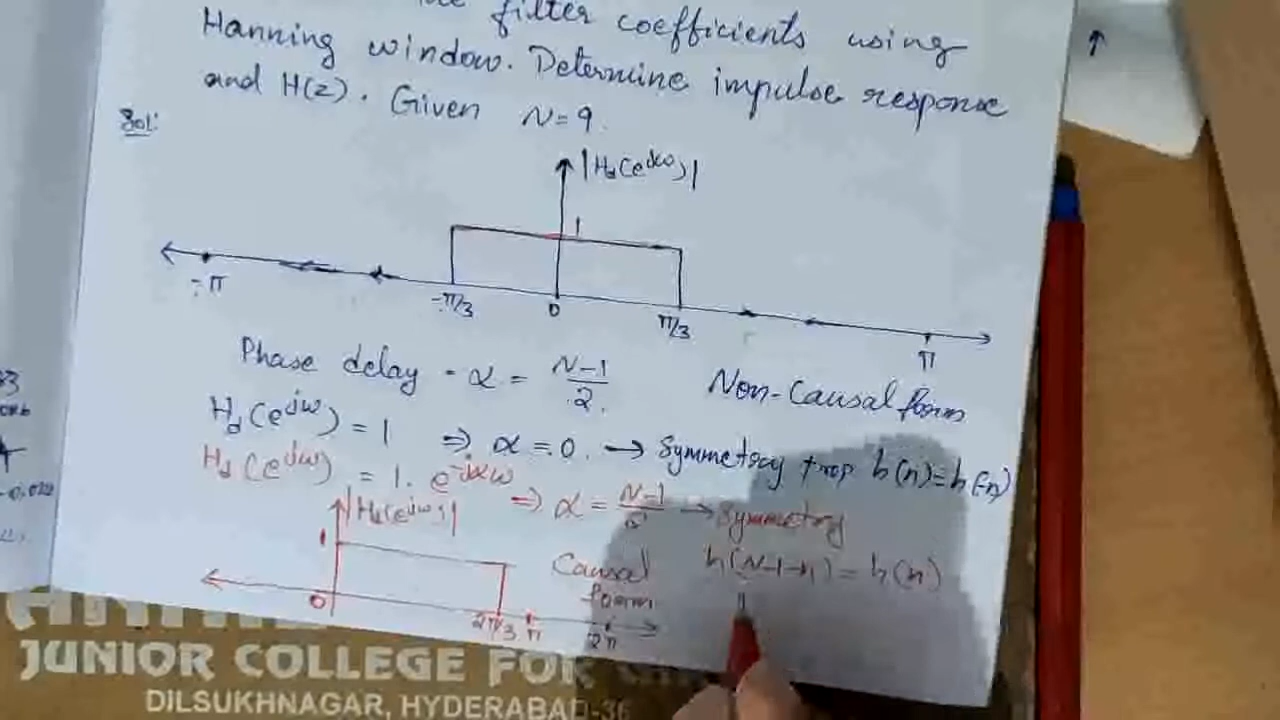 filter coefficients using
Hanning window. Determine impulse response
and H(z). Given N=9.
Sol:
|Hd(e^jω)|
1
-π
-π/3
0
π/3
π
Phase delay - α = (N-1)/2.
Non-Causal form
Hd(e^jω) = 1 ⇒ α = 0. → Symmetry prop h(n)=h(-n)
Hd(e^jω) = 1. e^-jαω ⇒ α = (N-1)/2 → Symmetry
|Hd(e^jω)|
1
Causal
form
h(N-1-n) = h(n)
0
2π/3
π
2π
JUNIOR COLLEGE FOR
DILSUKHNAGAR, HYDERABAD-36